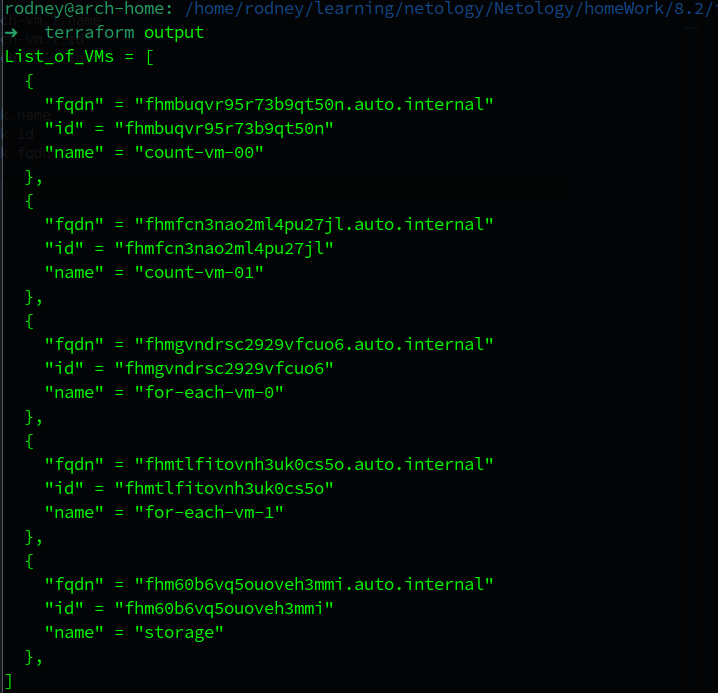 rodney@arch-home: /home/rodney/learning/netology/Netology/homeWork/8.2/
➜ terraform output
List_of_VMs = [
  {
    "fqdn" = "fhmbuqvr95r73b9qt50n.auto.internal"
    "id" = "fhmbuqvr95r73b9qt50n"
    "name" = "count-vm-00"
  },
  {
    "fqdn" = "fhmfcn3nao2ml4pu27jl.auto.internal"
    "id" = "fhmfcn3nao2ml4pu27jl"
    "name" = "count-vm-01"
  },
  {
    "fqdn" = "fhmgvndrsc2929vfcuo6.auto.internal"
    "id" = "fhmgvndrsc2929vfcuo6"
    "name" = "for-each-vm-0"
  },
  {
    "fqdn" = "fhmtlfitovnh3uk0cs5o.auto.internal"
    "id" = "fhmtlfitovnh3uk0cs5o"
    "name" = "for-each-vm-1"
  },
  {
    "fqdn" = "fhm60b6vq5ouoveh3mmi.auto.internal"
    "id" = "fhm60b6vq5ouoveh3mmi"
    "name" = "storage"
  },
]